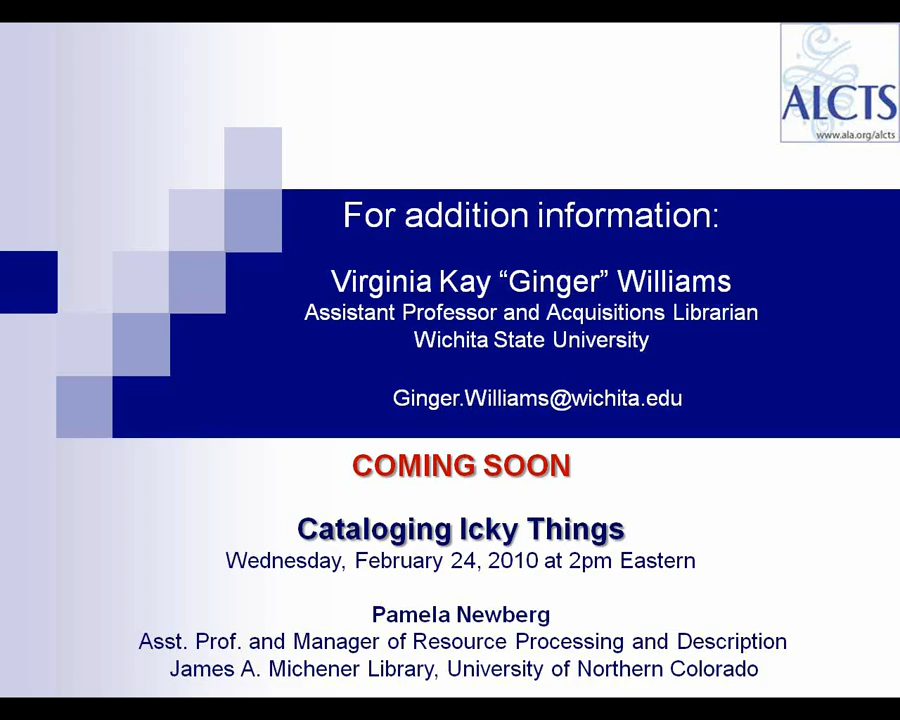 ALCTS
www.ala.org/alcts
For addition information:
Virginia Kay “Ginger” Williams
Assistant Professor and Acquisitions Librarian
Wichita State University
Ginger.Williams@wichita.edu
COMING SOON
Cataloging Icky Things
Wednesday, February 24, 2010 at 2pm Eastern
Pamela Newberg
Asst. Prof. and Manager of Resource Processing and Description
James A. Michener Library, University of Northern Colorado